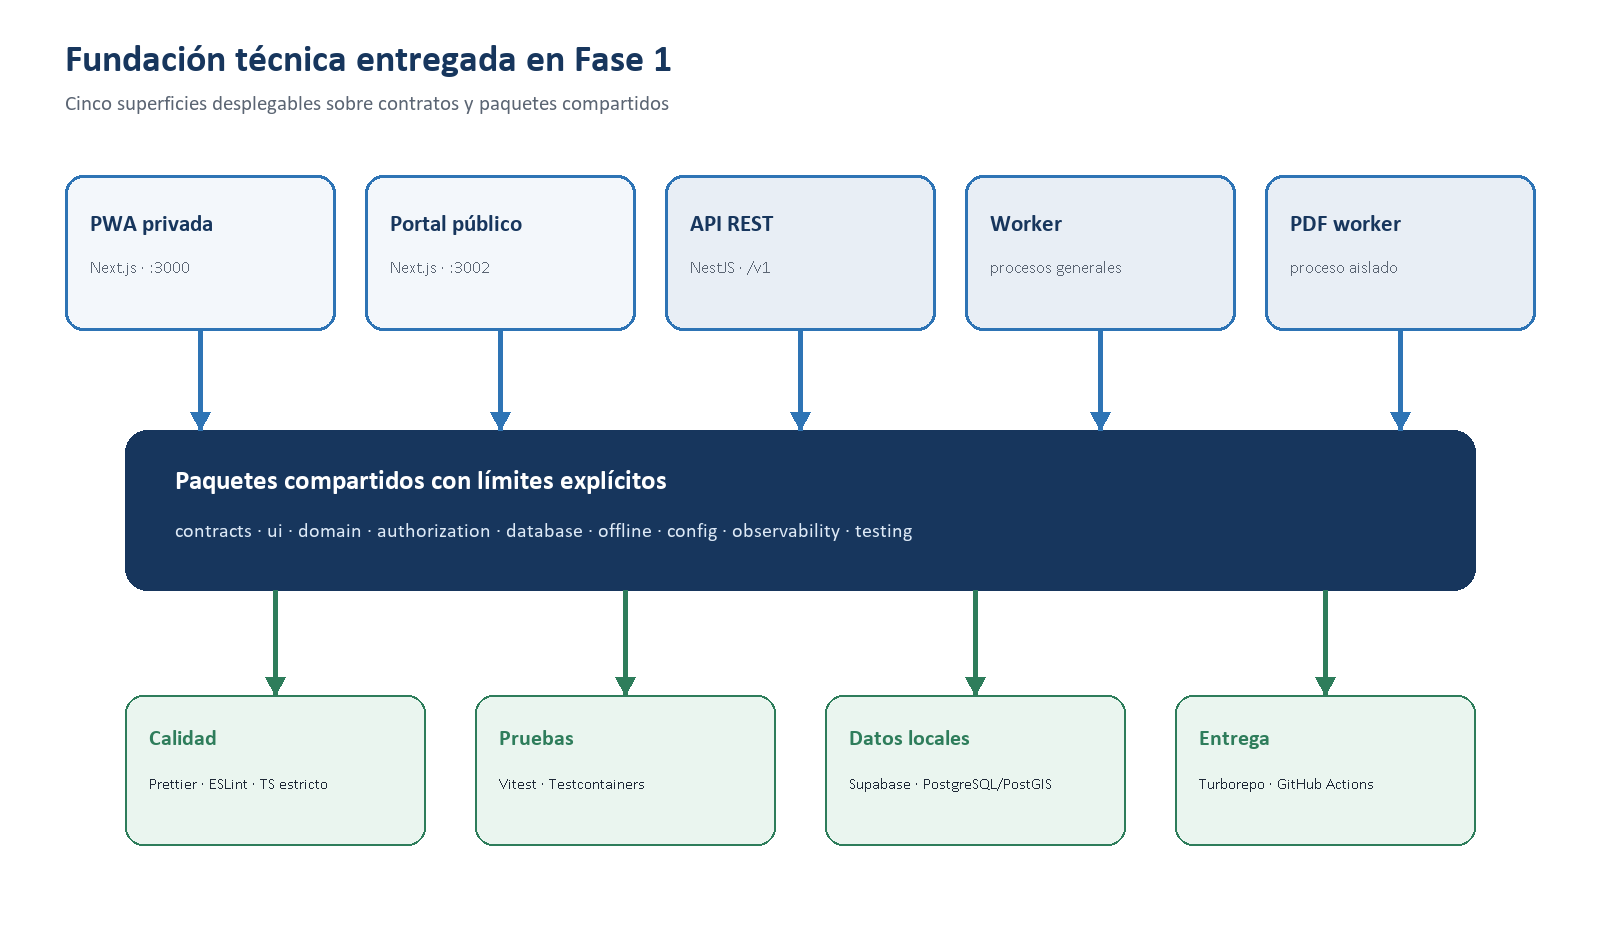 Fundación técnica entregada en Fase 1
Cinco superficies desplegables sobre contratos y paquetes compartidos
PWA privada
Next.js · :3000
Portal público
Next.js · :3002
API REST
NestJS · /v1
Worker
procesos generales
PDF worker
proceso aislado
Paquetes compartidos con límites explícitos
contracts · ui · domain · authorization · database · offline · config · observability · testing
Calidad
Prettier · ESLint · TS estricto
Pruebas
Vitest · Testcontainers
Datos locales
Supabase · PostgreSQL/PostGIS
Entrega
Turborepo · GitHub Actions